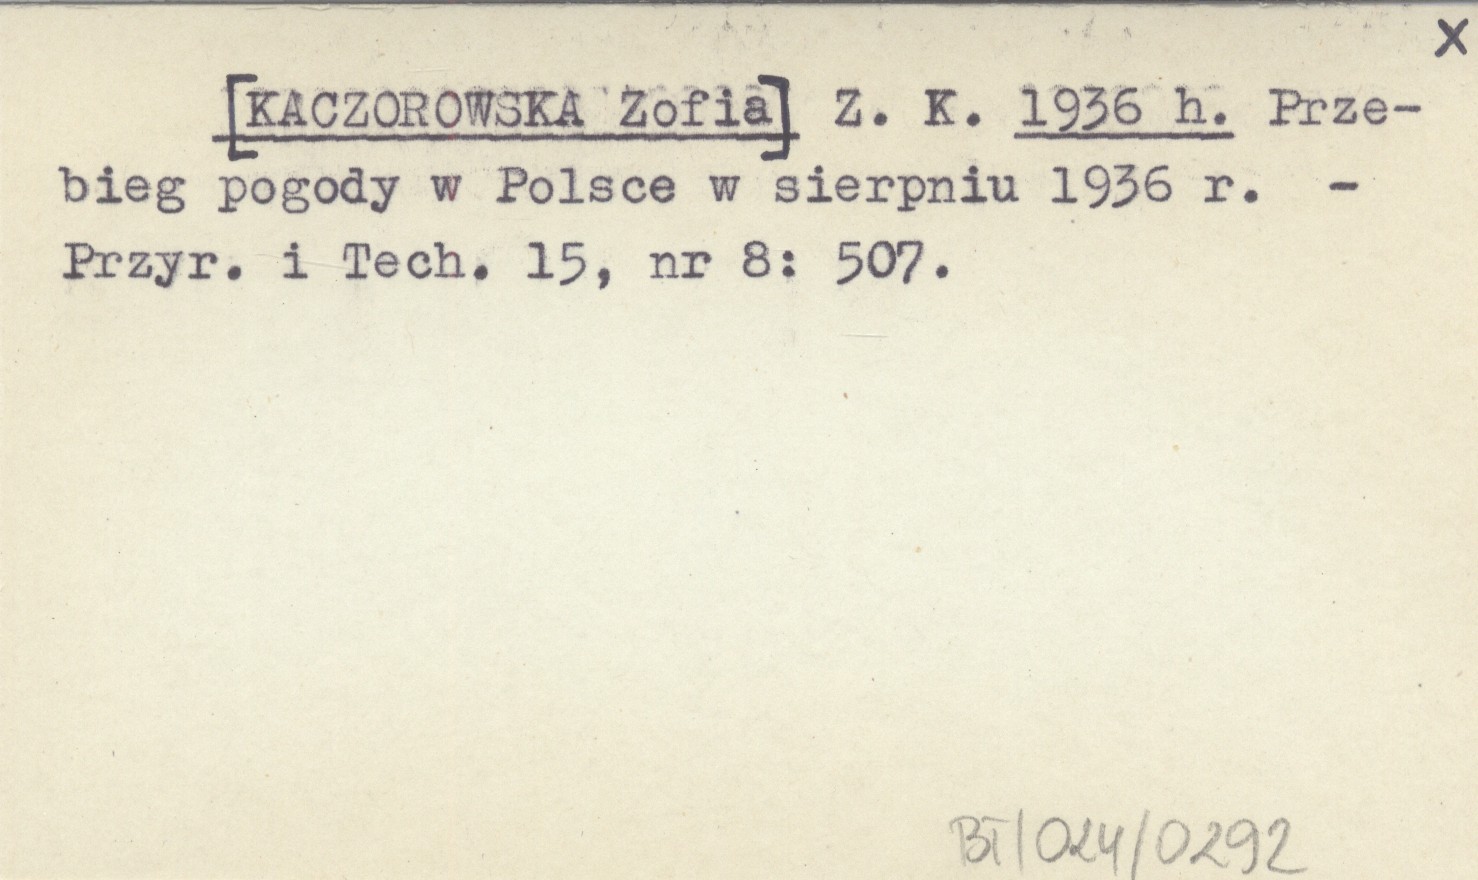 x
[KACZOROWSKA Zofia] Z. K. 1936 h. Prze-
bieg pogody w Polsce w sierpniu 1936 r. -
Przyr. i Tech. 15, nr 8: 507.
BT/024/0292